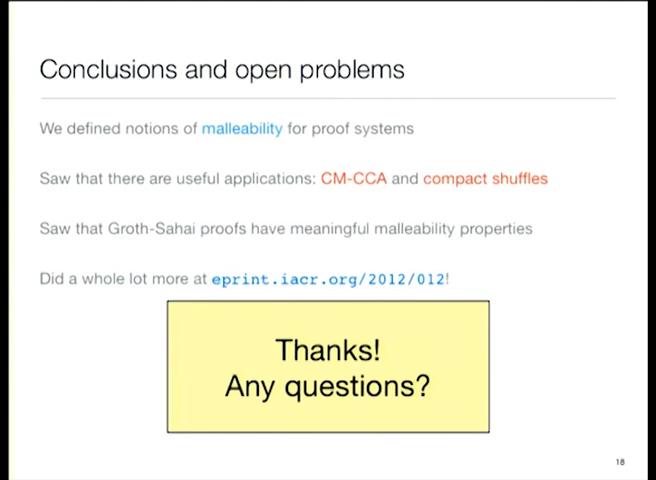 Conclusions and open problems
We defined notions of malleability for proof systems
Saw that there are useful applications: CM-CCA and compact shuffles
Saw that Groth-Sahai proofs have meaningful malleability properties
Did a whole lot more at eprint.iacr.org/2012/012!
Thanks!
Any questions?
18